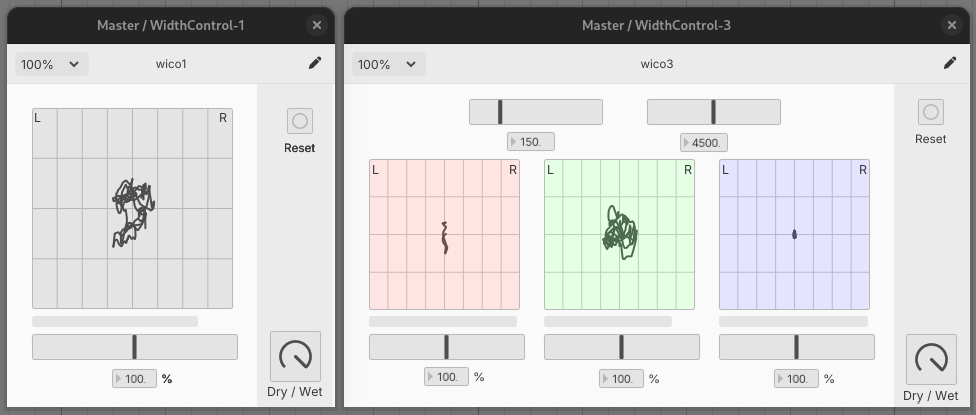 Master / WidthControl-1
100%
wico1
L
R
Reset
100.
%
Dry / Wet
Master / WidthControl-3
100%
wico3
150.
4500.
Reset
L
R
L
R
L
R
100.
%
100.
%
100.
%
Dry / Wet